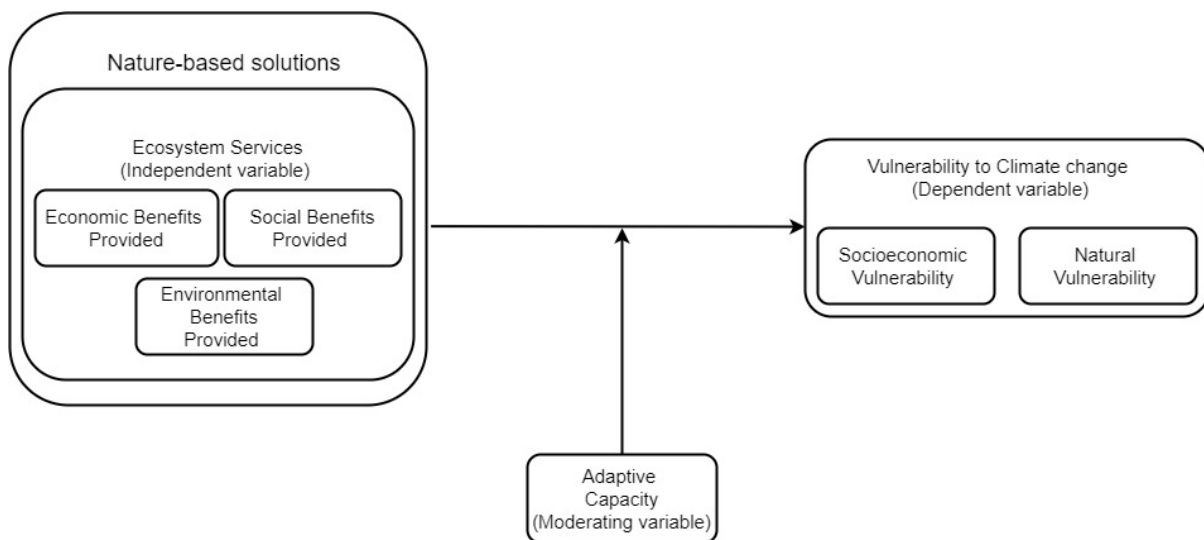 Nature-based solutions
Ecosystem Services
(Independent variable)
Economic Benefits
Provided
Social Benefits
Provided
Environmental
Benefits
Provided
Vulnerability to Climate change
(Dependent variable)
Socioeconomic
Vulnerability
Natural
Vulnerability
Adaptive
Capacity
(Moderating variable)